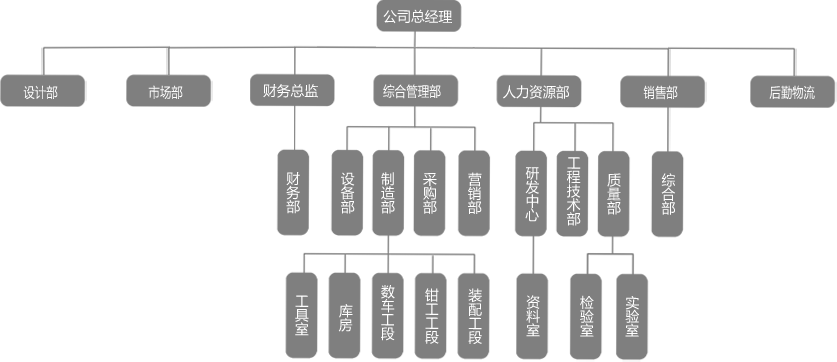 公司总经理
设计部
市场部
财务总监
综合管理部
人力资源部
销售部
后勤物流
财务部
设备部
制造部
采购部
营销部
研发中心
工程技术部
质量部
综合部
工具室
库房
数车工段
钳工工段
装配工段
资料室
检验室
实验室